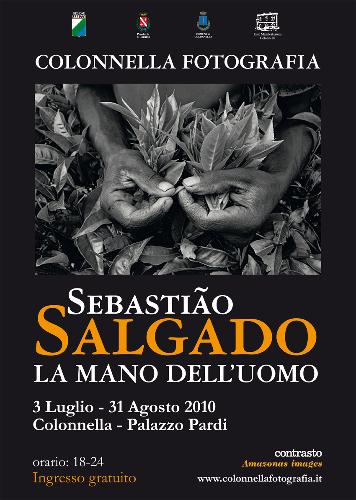 COLONNELLA FOTOGRAFIA
SEBASTIÃO
SALGADO
LA MANO DELL'UOMO
3 Luglio - 31 Agosto 2010
Colonnella - Palazzo Pardi
orario: 18-24
Ingresso gratuito
contrasto
Amazonas images
www.colonnellafotografia.it